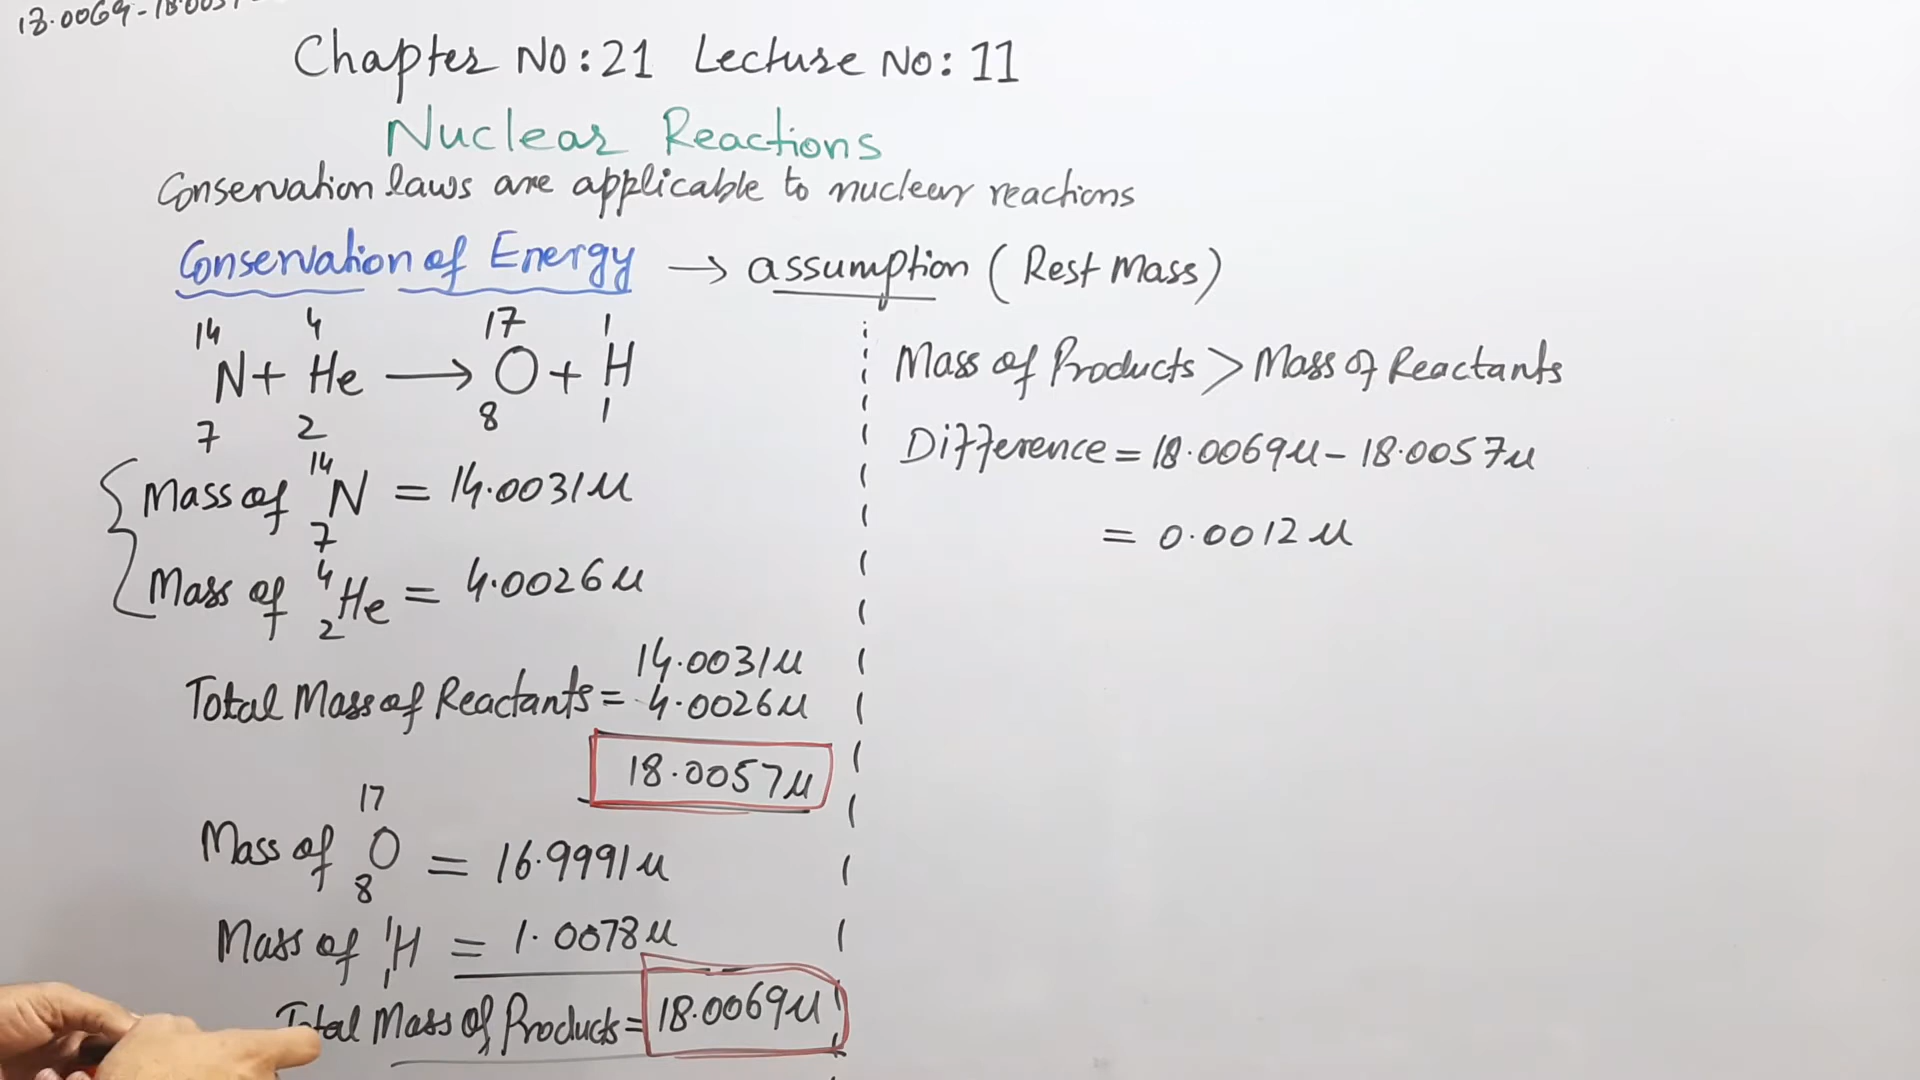 18.0069-18.0057
Chapter NO:21 Lecture No: 11
Nuclear Reactions
Conservation laws are applicable to nuclear reactions
Conservation of Energy → assumption (Rest Mass)
14 4 17 1
N + He → O + H
7 2 8 1
Mass of 14 7 N = 14.0031u
Mass of 4 2 He = 4.0026u
14.0031u
Total Mass of Reactants = 4.0026u
18.0057u
Mass of 17 8 O = 16.9991u
Mass of 1 1 H = 1.0078u
Total Mass of Products = 18.0069u
Mass of Products > Mass of Reactants
Difference = 18.0069u - 18.0057u
= 0.0012u